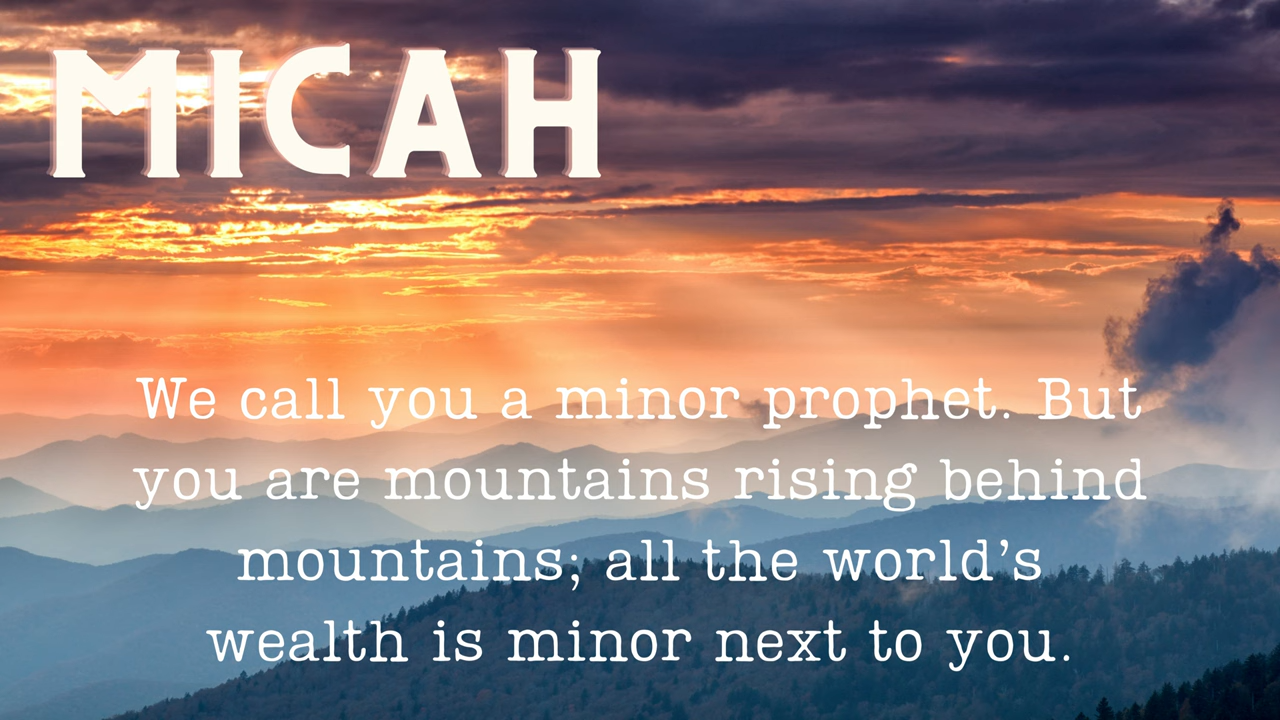 MICAH
We call you a minor prophet. But
you are mountains rising behind
mountains; all the world’s
wealth is minor next to you.